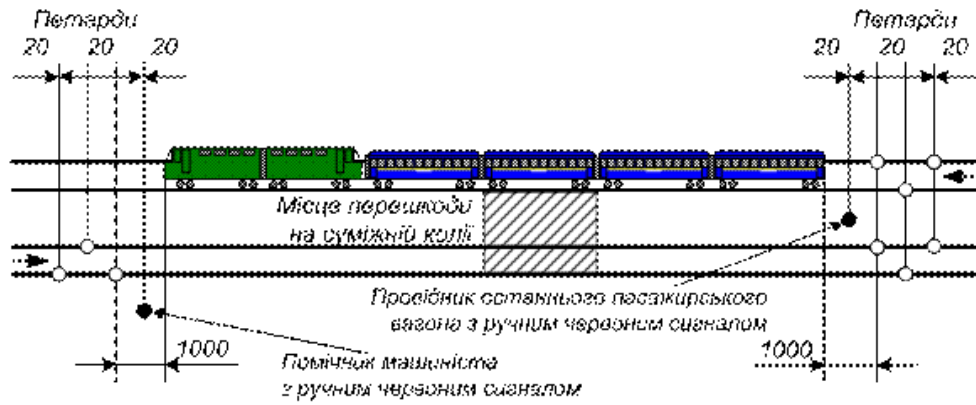 Петарди
20 20 20
Петарди
20 20 20
Місце перешкоди
на суміжній колії
Провідник останнього пасажирського
вагона з ручним червоним сигналом
1000
Помічник машиніста
з ручним червоним сигналом
1000